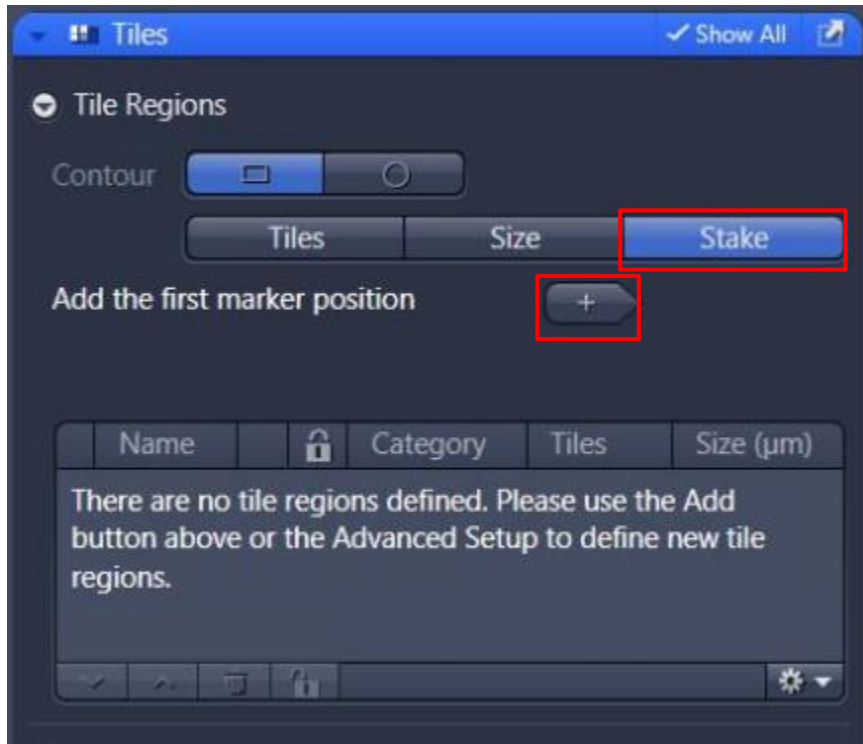 Tiles Show All
Tile Regions
Contour
Tiles Size Stake
Add the first marker position +
Name Category Tiles Size (µm)
There are no tile regions defined. Please use the Add
button above or the Advanced Setup to define new tile
regions.